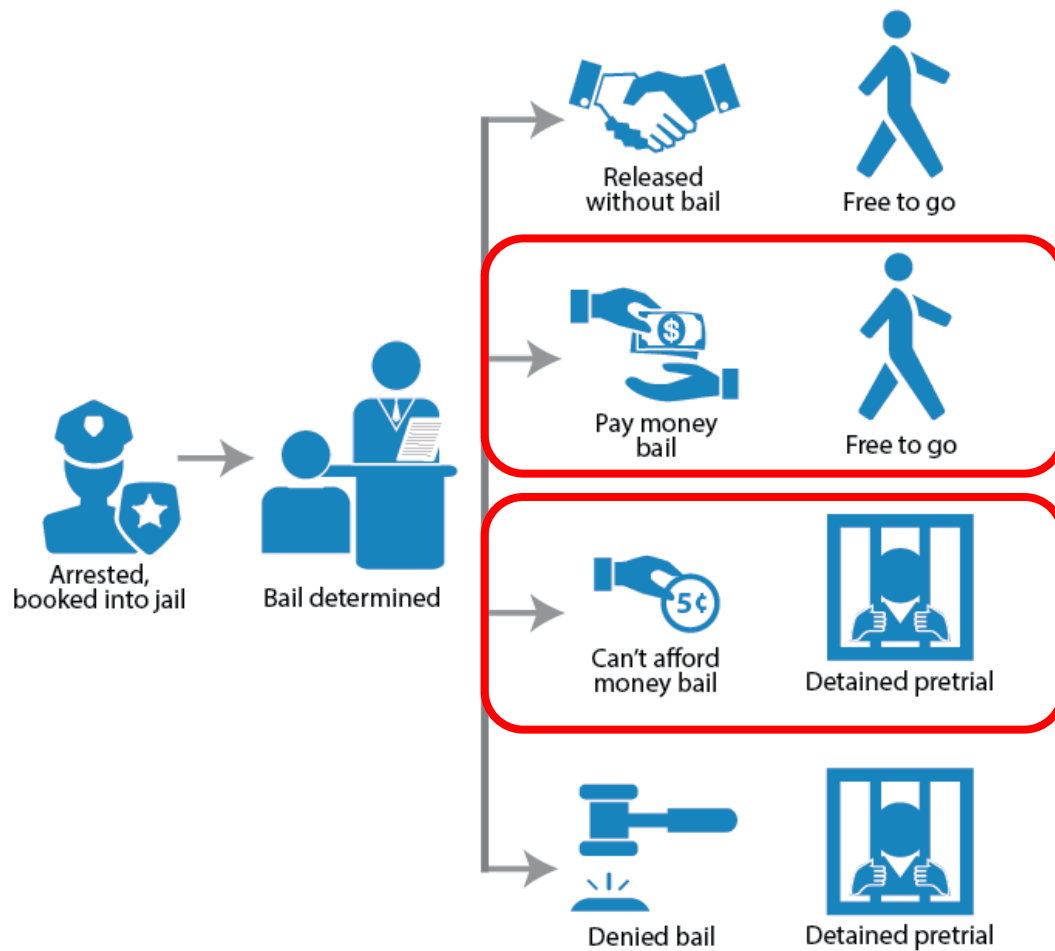 Arrested,
booked into jail
Bail determined
Released
without bail
Free to go
$
Pay money
bail
Free to go
5¢
Can't afford
money bail
Detained pretrial
Denied bail
Detained pretrial